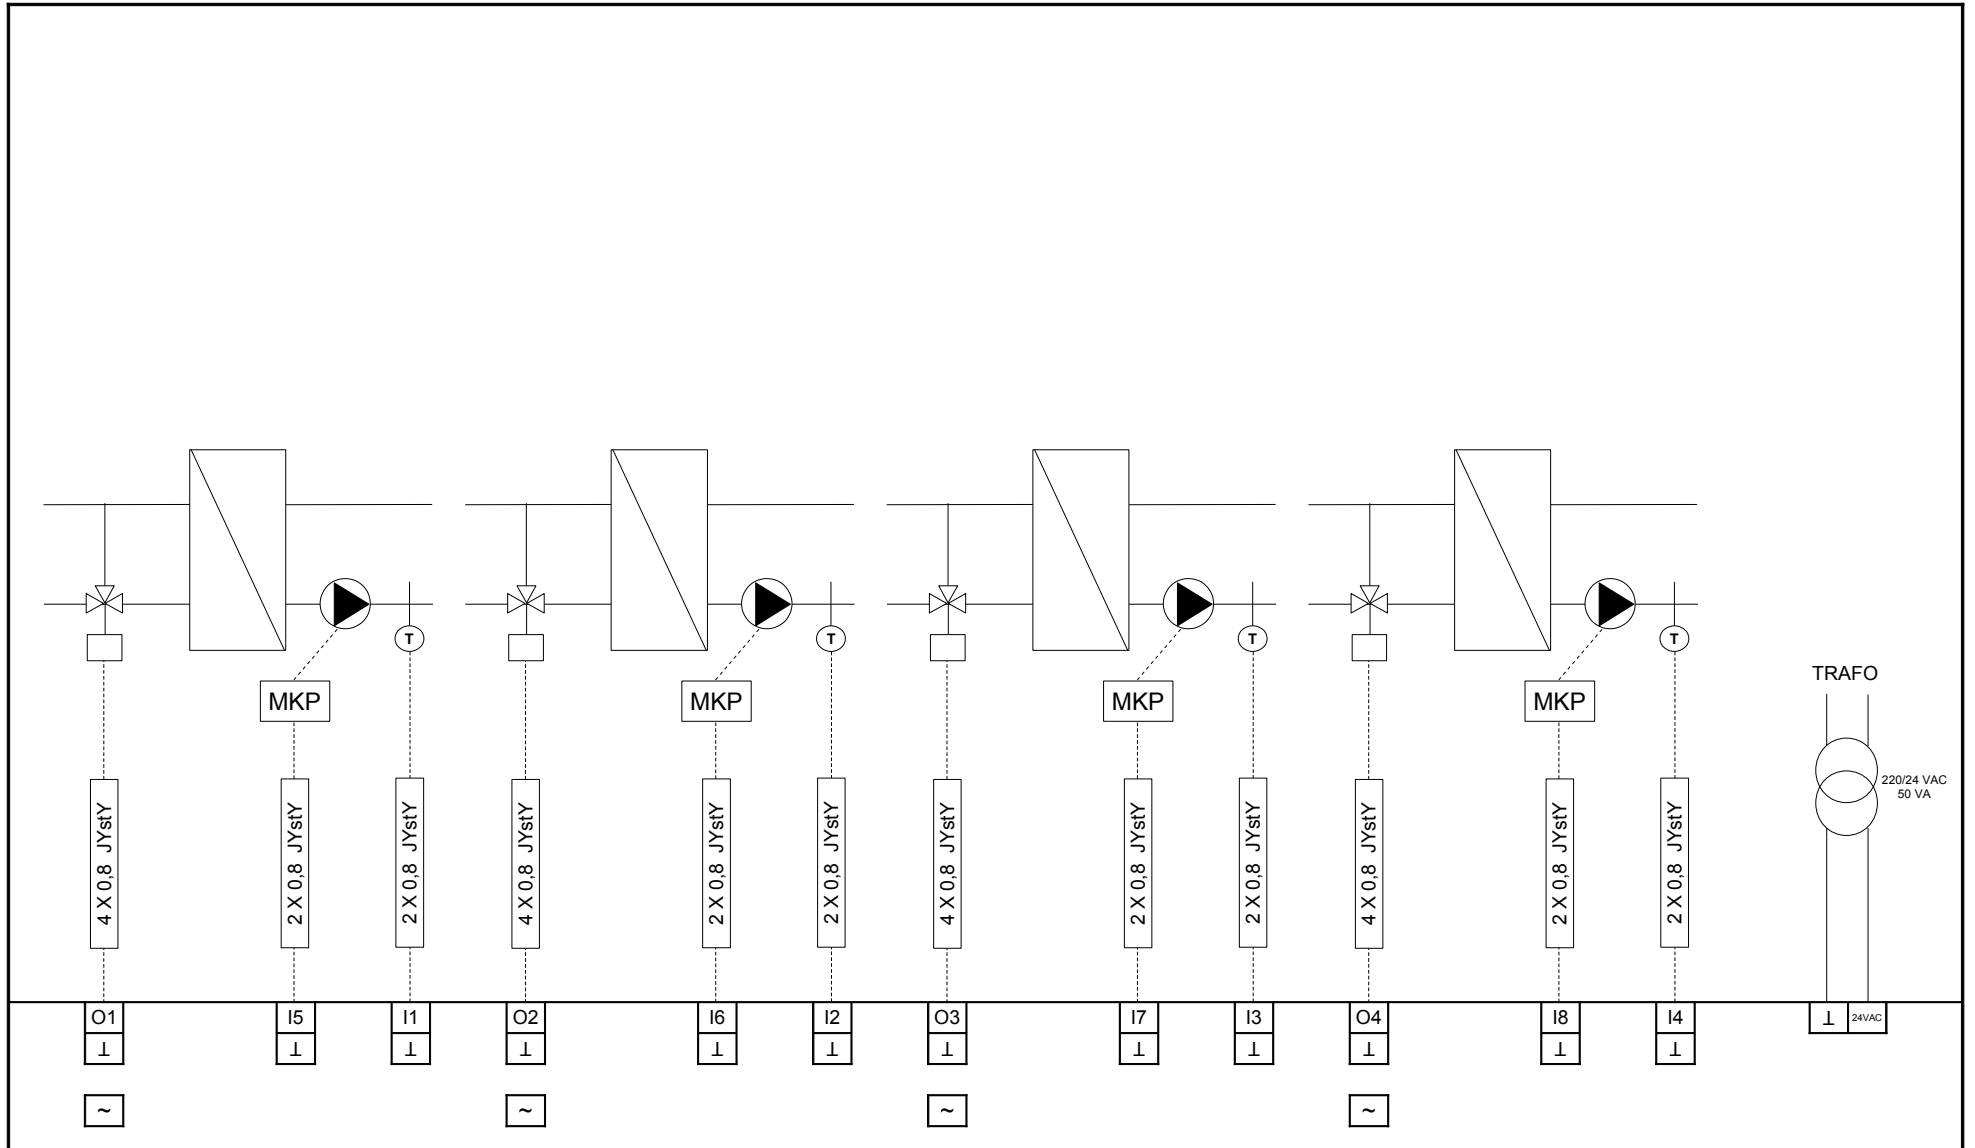 T T T T
TRAFO
MKP MKP MKP MKP
220/24 VAC
50 VA
4 X 0,8 JYstY
2 X 0,8 JYstY
2 X 0,8 JYstY
4 X 0,8 JYstY
2 X 0,8 JYstY
2 X 0,8 JYstY
4 X 0,8 JYstY
2 X 0,8 JYstY
2 X 0,8 JYstY
4 X 0,8 JYstY
2 X 0,8 JYstY
2 X 0,8 JYstY
O1 I5 I1 O2 I6 I2 O3 I7 I3 O4 I8 I4 ⊥ 24VAC
⊥ ⊥ ⊥ ⊥ ⊥ ⊥ ⊥ ⊥ ⊥ ⊥ ⊥ ⊥
~ ~ ~ ~